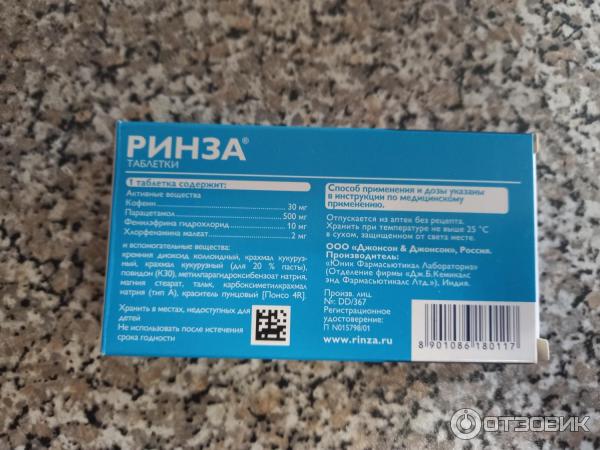 РИНЗА®
ТАБЛЕТКИ
1 таблетка содержит:
Активные вещества
Кофеин 30 мг
Парацетамол 500 мг
Фенилэфрина гидрохлорид 10 мг
Хлорфенамина малеат 2 мг
и вспомогательные вещества:
кремния диоксид коллоидный, крахмал кукуруз-
ный, крахмал кукурузный (для 20 % пасты),
повидон (К30), метилпарагидроксибензоат натрия,
магния стеарат, тальк, карбоксиметилкрахмал
натрия (тип А), краситель пунцовый [Понсо 4R].
Хранить в местах, недоступных для
детей
Не использовать после истечения
срока годности
Способ применения и дозы указаны
в инструкции по медицинскому
применению.
Отпускается из аптек без рецепта.
Хранить при температуре не выше 25 °С
в сухом, защищенном от света месте.
ООО «Джонсон & Джонсон», Россия.
Производитель:
«Юник Фармасьютикал Лабораториз»
(Отделение фирмы «Дж.Б.Кемикалс
энд Фармасьютикалс Лтд.»), Индия.
Произв. лиц.
№: DD/367
Регистрационное
удостоверение:
П N015798/01
www.rinza.ru
8 901086 180117
ОТЗОВИК